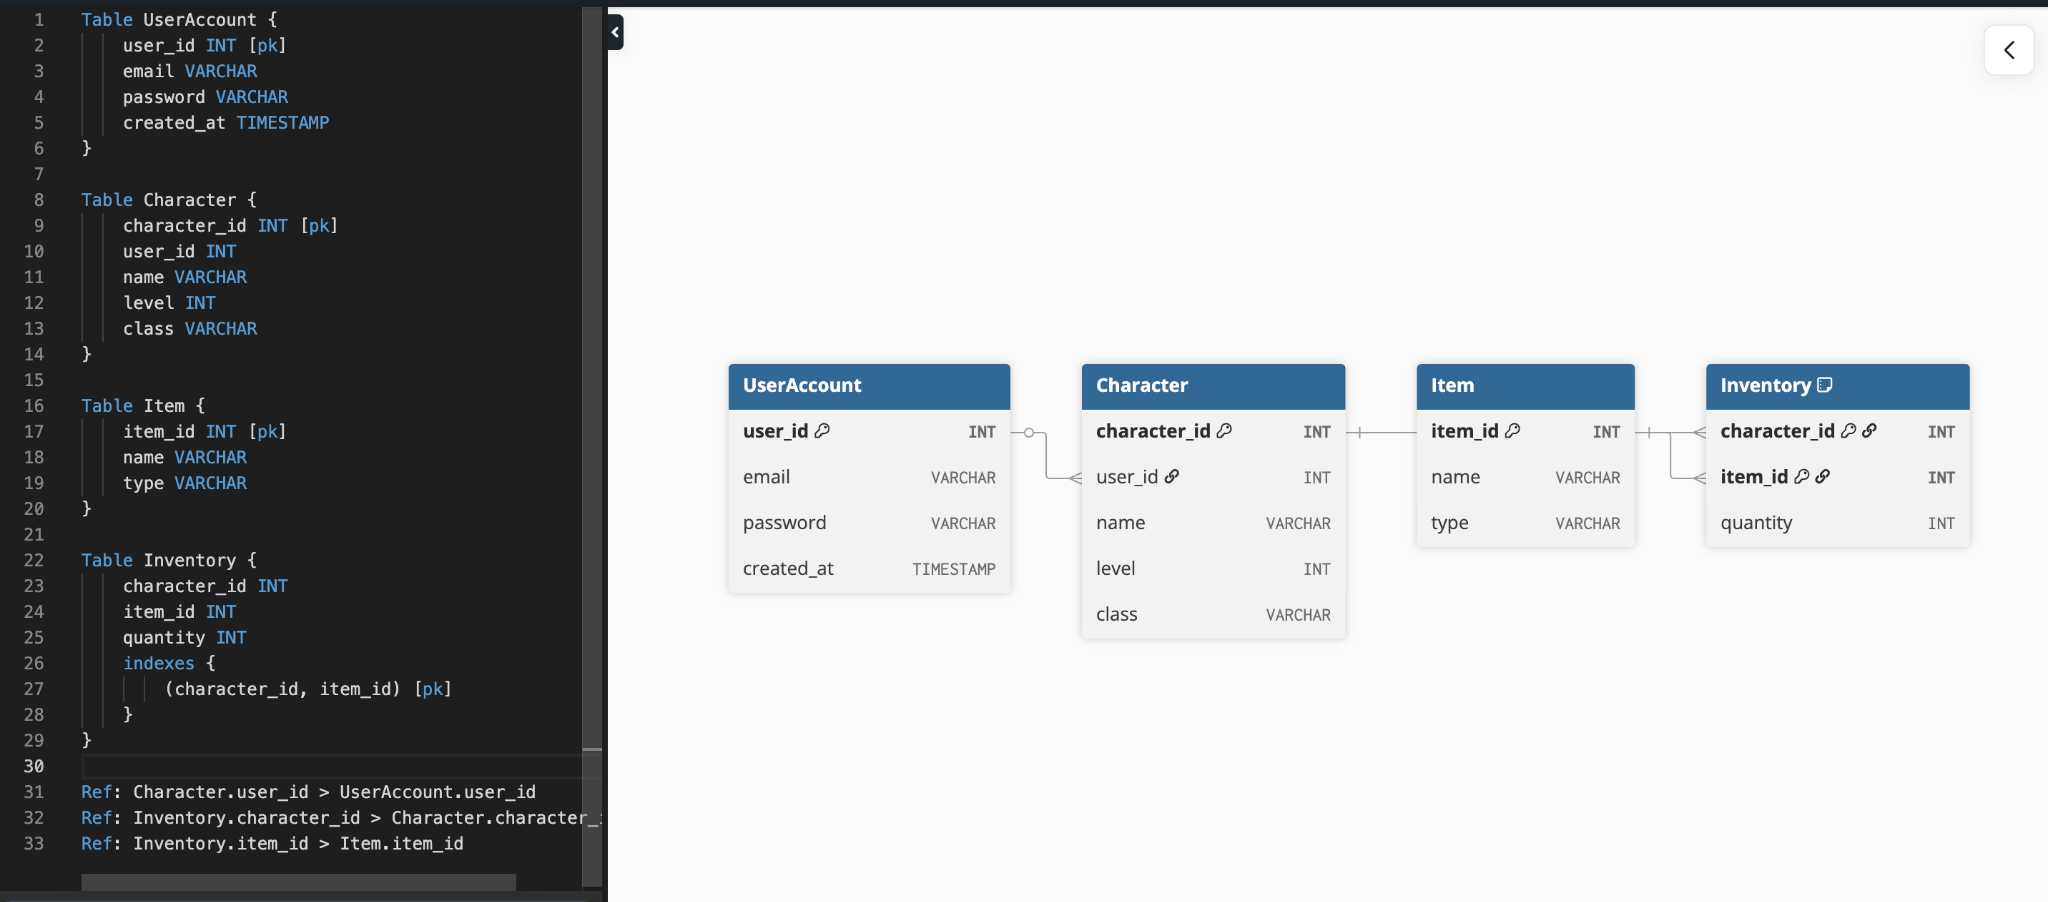 1 Table UserAccount {
2 user_id INT [pk]
3 email VARCHAR
4 password VARCHAR
5 created_at TIMESTAMP
6 }
7
8 Table Character {
9 character_id INT [pk]
10 user_id INT
11 name VARCHAR
12 level INT
13 class VARCHAR
14 }
15
16 Table Item {
17 item_id INT [pk]
18 name VARCHAR
19 type VARCHAR
20 }
21
22 Table Inventory {
23 character_id INT
24 item_id INT
25 quantity INT
26 indexes {
27 (character_id, item_id) [pk]
28 }
29 }
30
31 Ref: Character.user_id > UserAccount.user_id
32 Ref: Inventory.character_id > Character.character_
33 Ref: Inventory.item_id > Item.item_id
UserAccount
user_id INT
email VARCHAR
password VARCHAR
created_at TIMESTAMP
Character
character_id INT
user_id INT
name VARCHAR
level INT
class VARCHAR
Item
item_id INT
name VARCHAR
type VARCHAR
Inventory
character_id INT
item_id INT
quantity INT